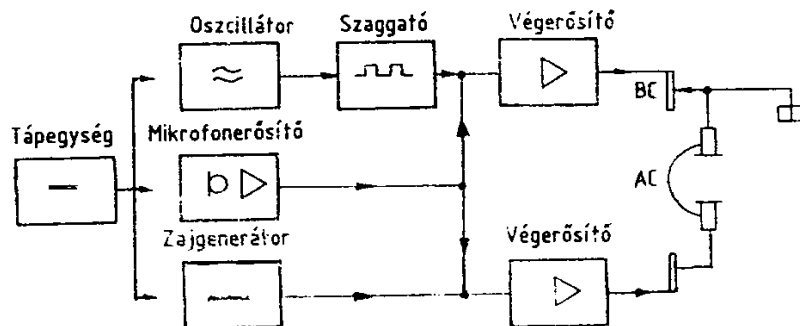 Oszcillátor
Szaggató
Végerősítő
BC
Tápegység
Mikrofonerősítő
AC
Zajgenerátor
Végerősítő